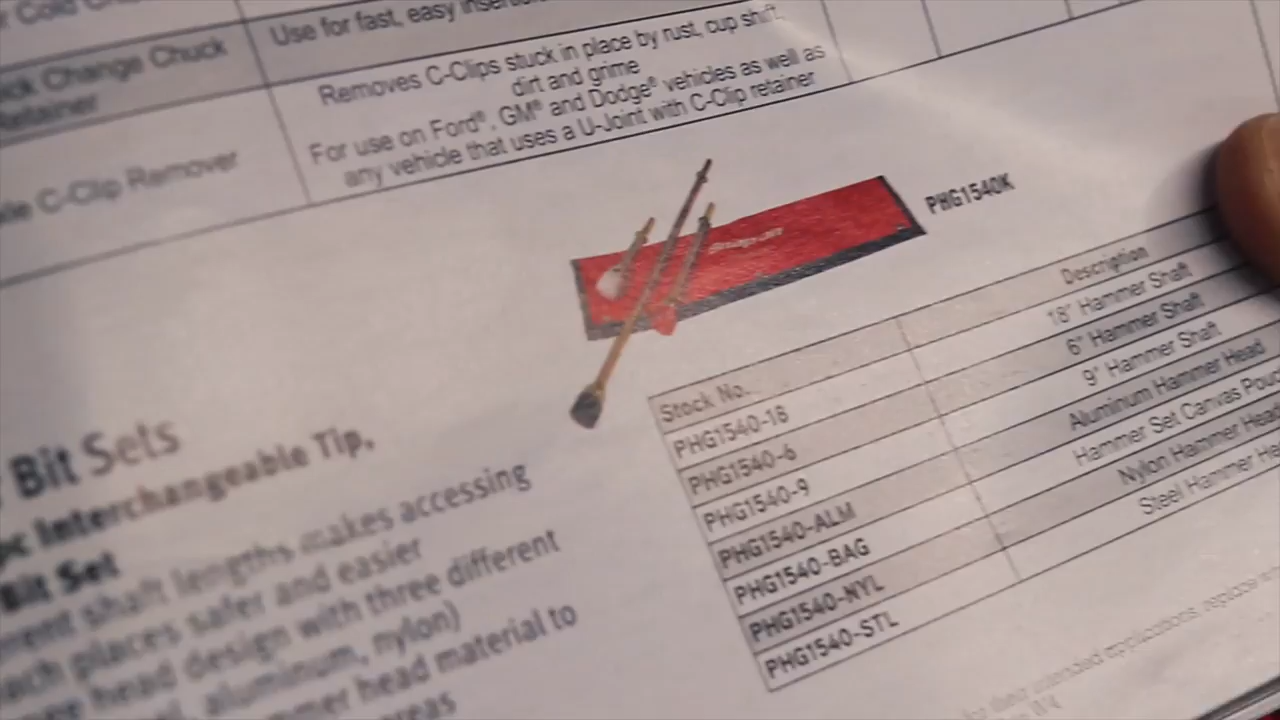 Use for fast, easy
Change Chuck
Retainer
Removes C-Clips stuck in place by rust, cup shift,
dirt and grime
C-Clip Remover
For use on Ford®, GM® and Dodge® vehicles as well as
any vehicle that uses a U-Joint with C-Clip retainer
Snap-on
PHG1540K
Stock No. Description
PHG1540-18 18" Hammer Shaft
PHG1540-6 6" Hammer Shaft
PHG1540-9 9" Hammer Shaft
PHG1540-ALM Aluminum Hammer Head
PHG1540-BAG Hammer Set Canvas
PHG1540-NYL Nylon Hammer
PHG1540-STL Steel Hammer
Bit Sets
Interchangeable Tip,
Bit Set
shaft lengths makes accessing
places safer and easier
head design with three different
aluminum, nylon)
head material to
intended applications, replace